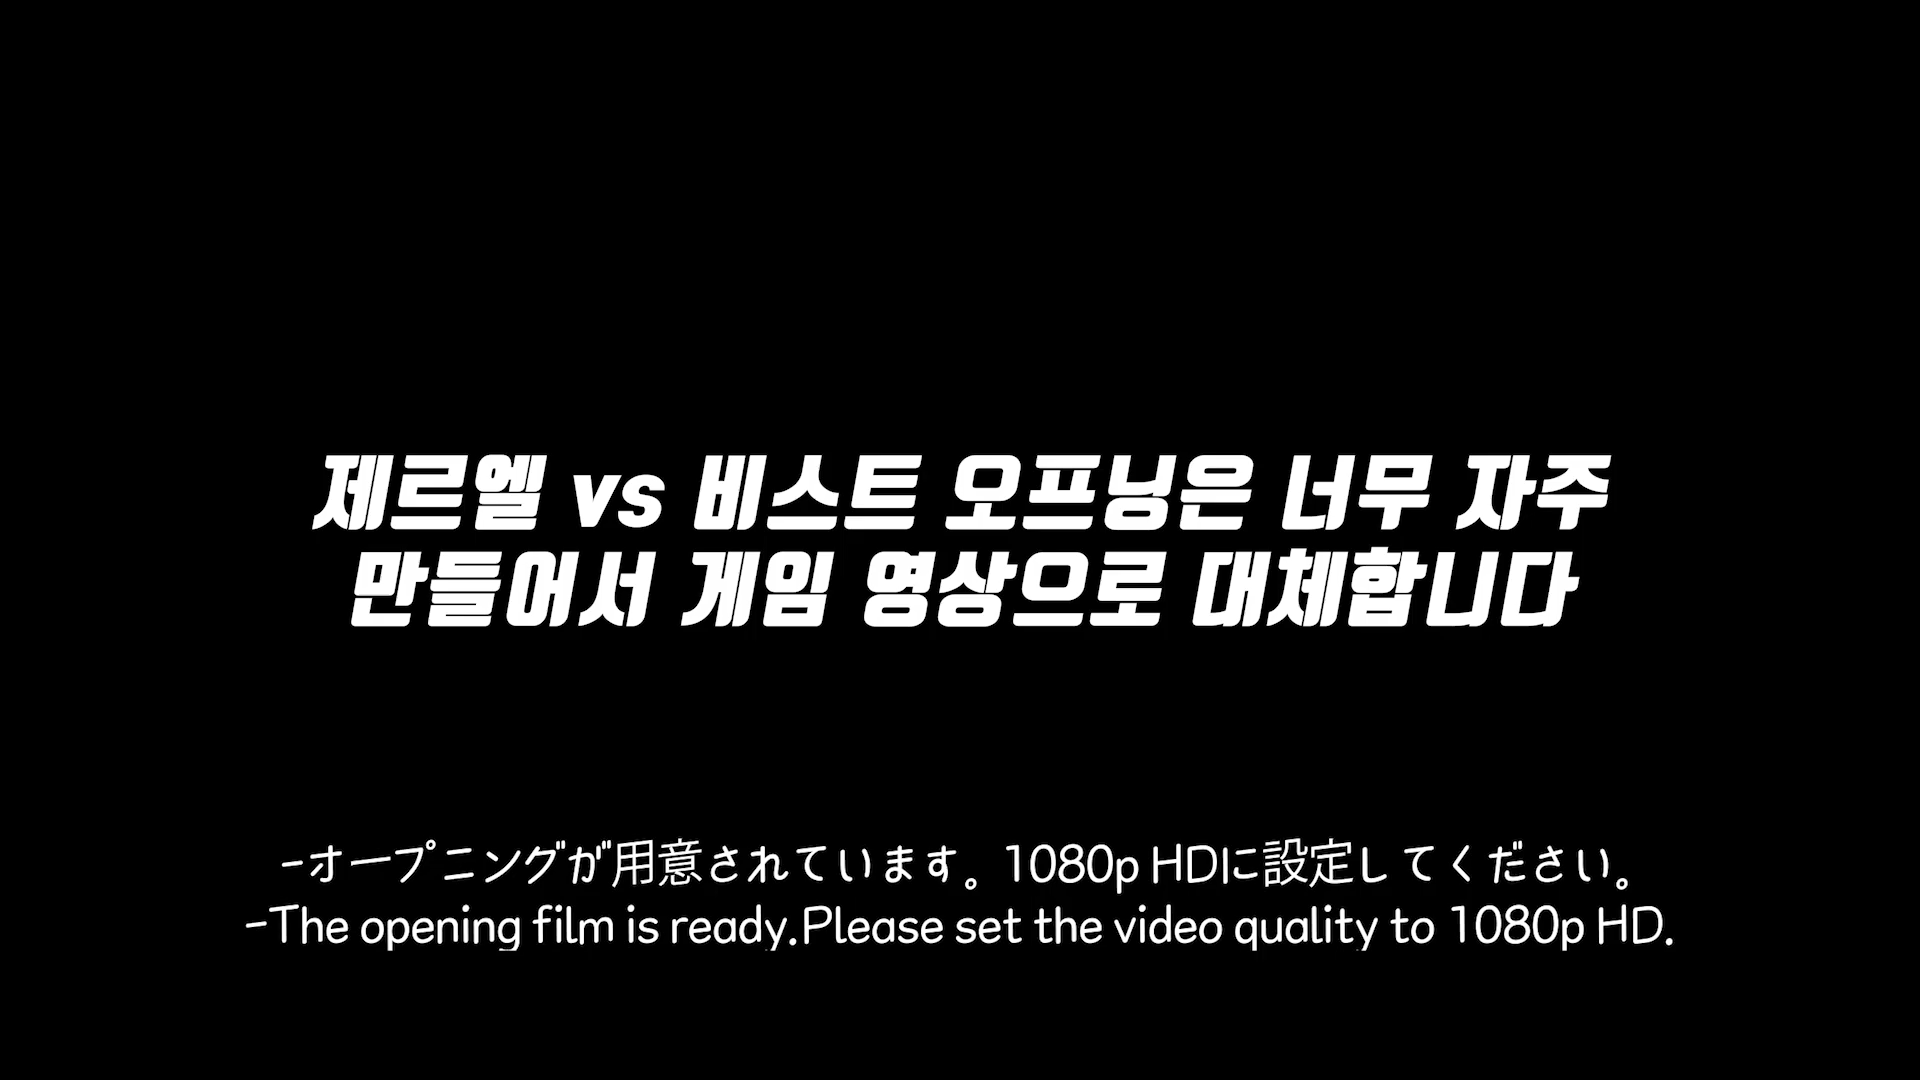 제르엘 vs 비스트 오프닝은 너무 자주
만들어서 게임 영상으로 대체합니다
-オープニングが用意されています。1080p HDに設定してください。
-The opening film is ready.Please set the video quality to 1080p HD.